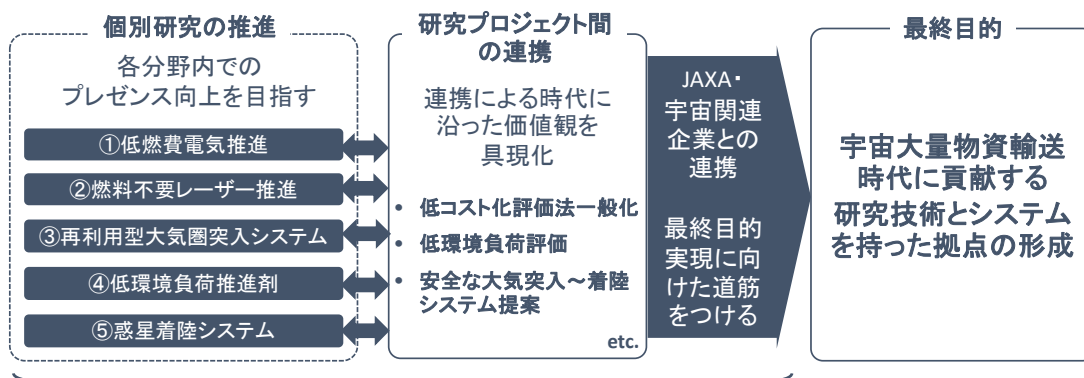 個別研究の推進
各分野内での
プレゼンス向上を目指す
①低燃費電気推進
②燃料不要レーザー推進
③再利用型大気圏突入システム
④低環境負荷推進剤
⑤惑星着陸システム
研究プロジェクト間
の連携
連携による時代に
沿った価値観を
具現化
• 低コスト化評価法一般化
• 低環境負荷評価
• 安全な大気突入～着陸
システム提案
etc.
JAXA・
宇宙関連
企業との
連携
最終目的
実現に向
けた道筋
をつける
最終目的
宇宙大量物資輸送
時代に貢献する
研究技術とシステム
を持った拠点の形成